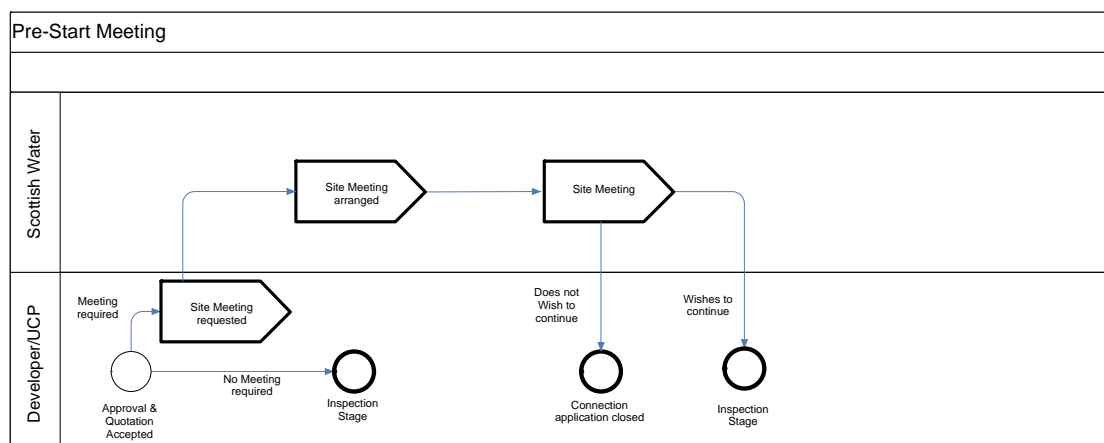 Pre-Start Meeting
Scottish Water
Site Meeting
arranged
Site Meeting
Developer/UCP
Meeting
required
Site Meeting
requested
Does not
Wish to
continue
Wishes to
continue
No Meeting
required
Approval &
Quotation
Accepted
Inspection
Stage
Connection
application closed
Inspection
Stage